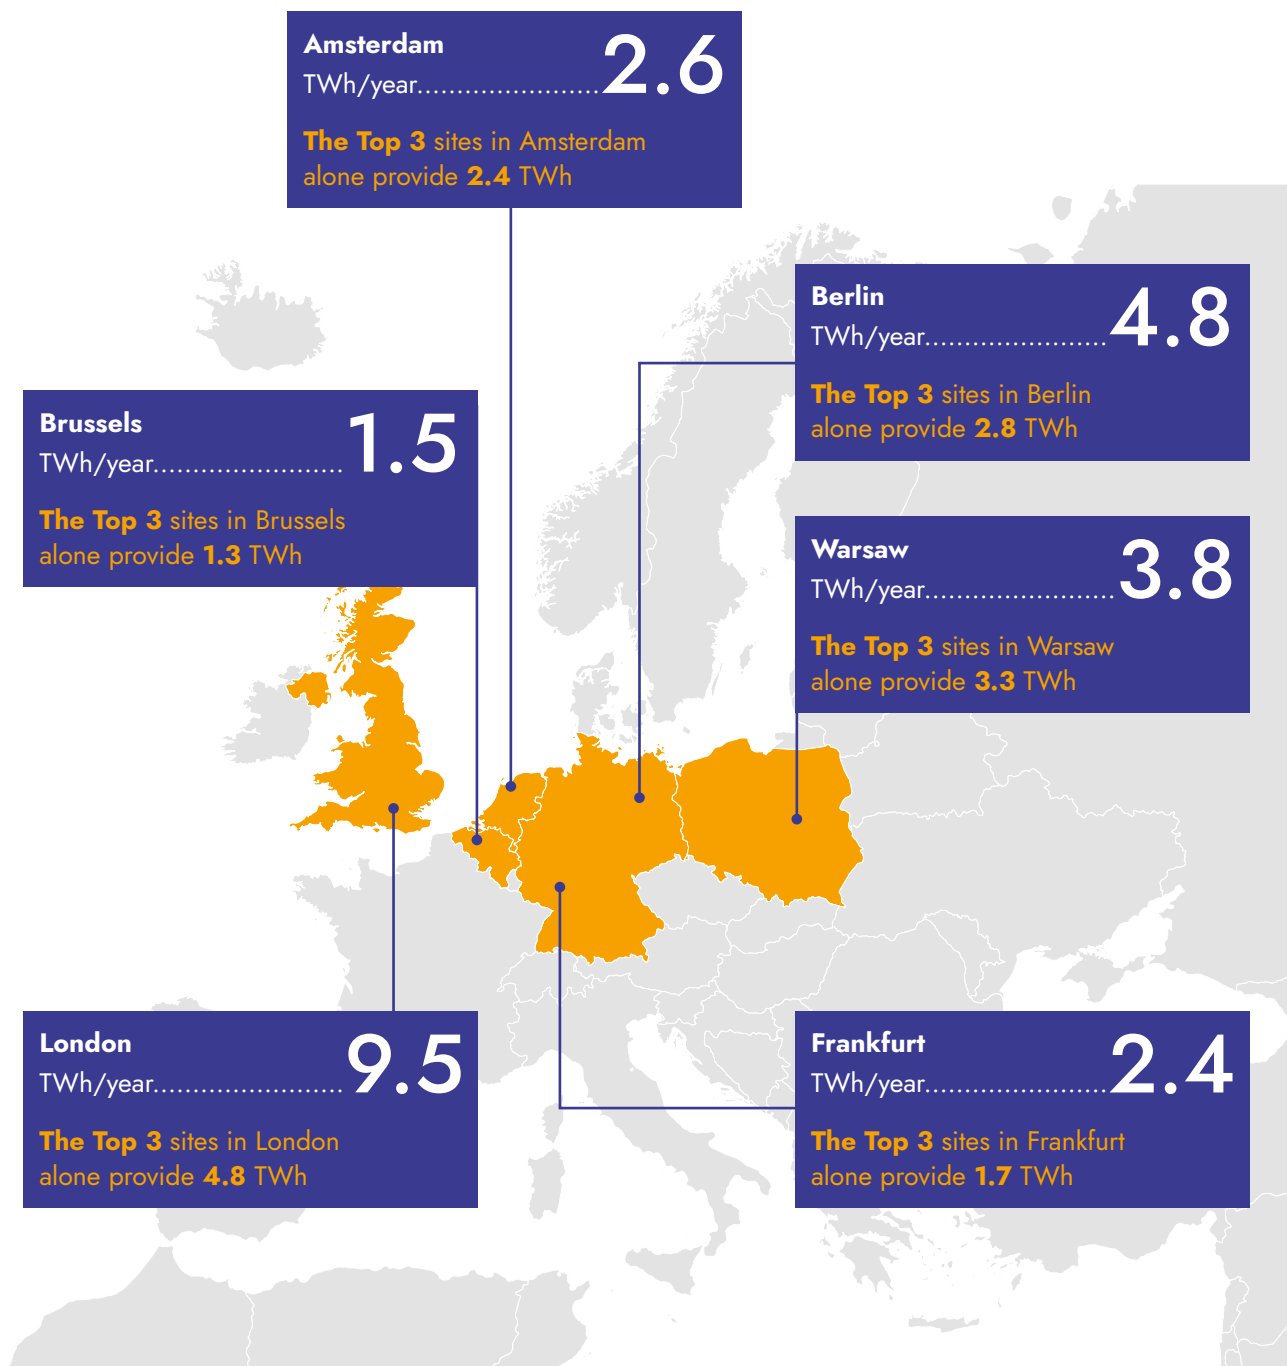 Amsterdam
TWh/year.......................2.6
The Top 3 sites in Amsterdam
alone provide 2.4 TWh
Berlin
TWh/year.......................4.8
The Top 3 sites in Berlin
alone provide 2.8 TWh
Brussels
TWh/year........................1.5
The Top 3 sites in Brussels
alone provide 1.3 TWh
Warsaw
TWh/year........................3.8
The Top 3 sites in Warsaw
alone provide 3.3 TWh
London
TWh/year........................9.5
The Top 3 sites in London
alone provide 4.8 TWh
Frankfurt
TWh/year.......................2.4
The Top 3 sites in Frankfurt
alone provide 1.7 TWh